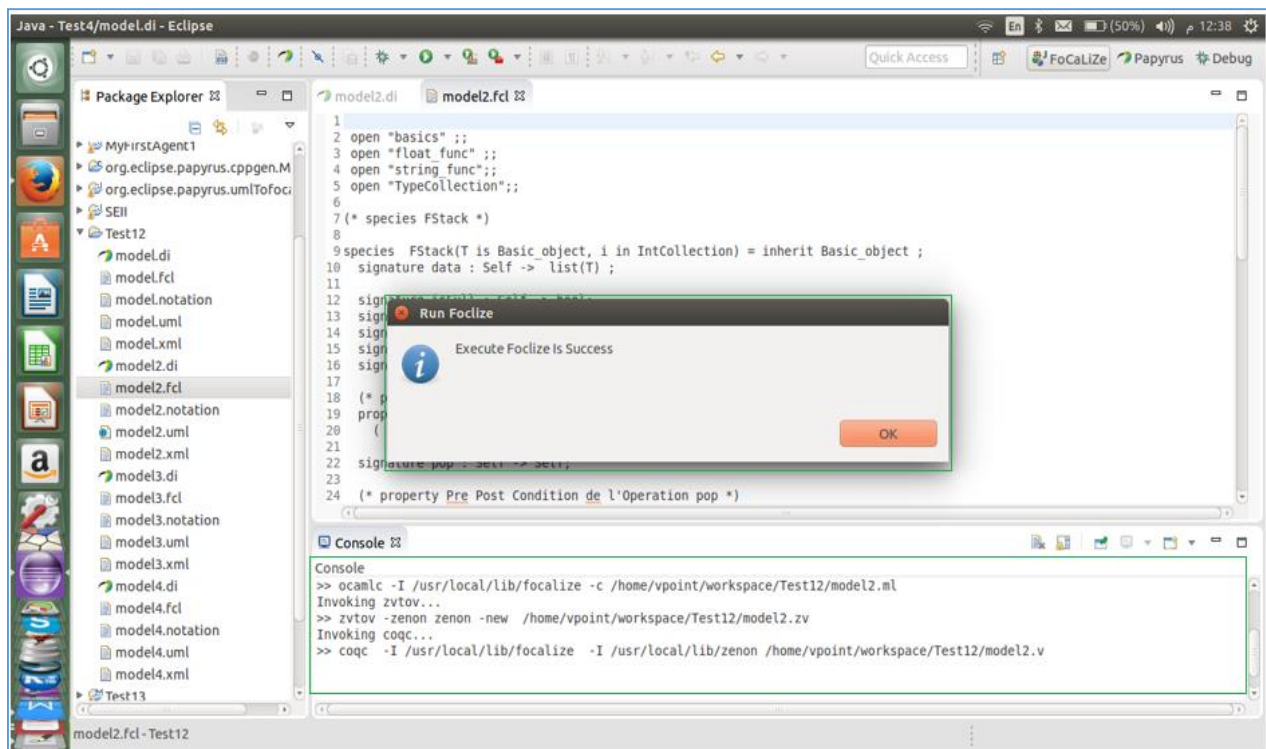 Java - Test4/model.di - Eclipse
En (50%) م 12:38
Quick Access FoCaLiZe Papyrus Debug
Package Explorer
MyFirstAgent1
org.eclipse.papyrus.cppgen.M
org.eclipse.papyrus.umlTofoc
SEII
Test12
model.di
model.fcl
model.notation
model.uml
model.xml
model2.di
model2.fcl
model2.notation
model2.uml
model2.xml
model3.di
model3.fcl
model3.notation
model3.uml
model3.xml
model4.di
model4.fcl
model4.notation
model4.uml
model4.xml
Test13
model2.di model2.fcl
1
2 open "basics" ;;
3 open "float_func" ;;
4 open "string_func";;
5 open "TypeCollection";;
6
7 (* species FStack *)
8
9 species FStack(T is Basic_object, i in IntCollection) = inherit Basic_object ;
10 signature data : Self -> list(T) ;
11
12 sign
13 sign
14 sign
15 sign
16 sign
17
18 (* p
19 prop
20 (
21
22 signature pop : Self -> Self;
23
24 (* property Pre Post Condition de l'Operation pop *)
Run Foclize
Execute Foclize Is Success
OK
Console
Console
>> ocamlc -I /usr/local/lib/focalize -c /home/vpoint/workspace/Test12/model2.ml
Invoking zvtov...
>> zvtov -zenon zenon -new /home/vpoint/workspace/Test12/model2.zv
Invoking coqc...
>> coqc -I /usr/local/lib/focalize -I /usr/local/lib/zenon /home/vpoint/workspace/Test12/model2.v
model2.fcl - Test12